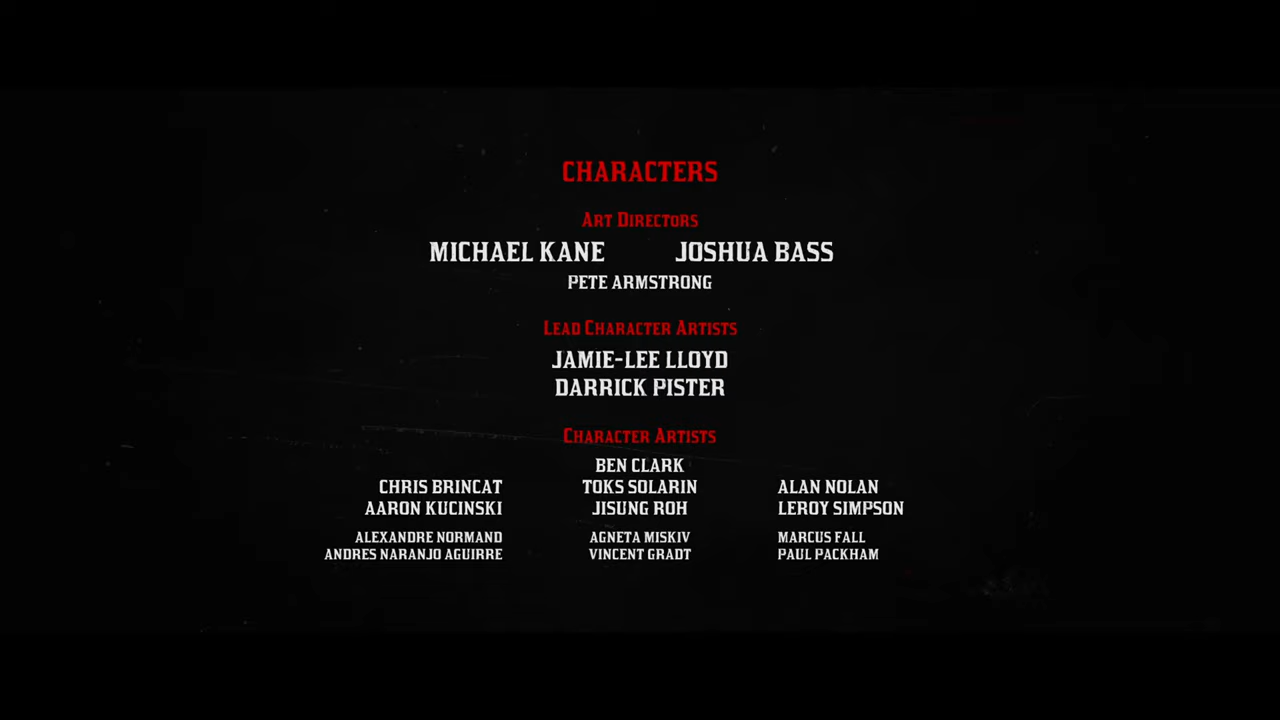 CHARACTERS
ART DIRECTORS
MICHAEL KANE JOSHUA BASS
PETE ARMSTRONG
LEAD CHARACTER ARTISTS
JAMIE-LEE LLOYD
DARRICK PISTER
CHARACTER ARTISTS
BEN CLARK
CHRIS BRINCAT TOKS SOLARIN ALAN NOLAN
AARON KUCINSKI JISUNG ROH LEROY SIMPSON
ALEXANDRE NORMAND AGNETA MISKIV MARCUS FALL
ANDRES NARANJO AGUIRRE VINCENT GRADT PAUL PACKHAM